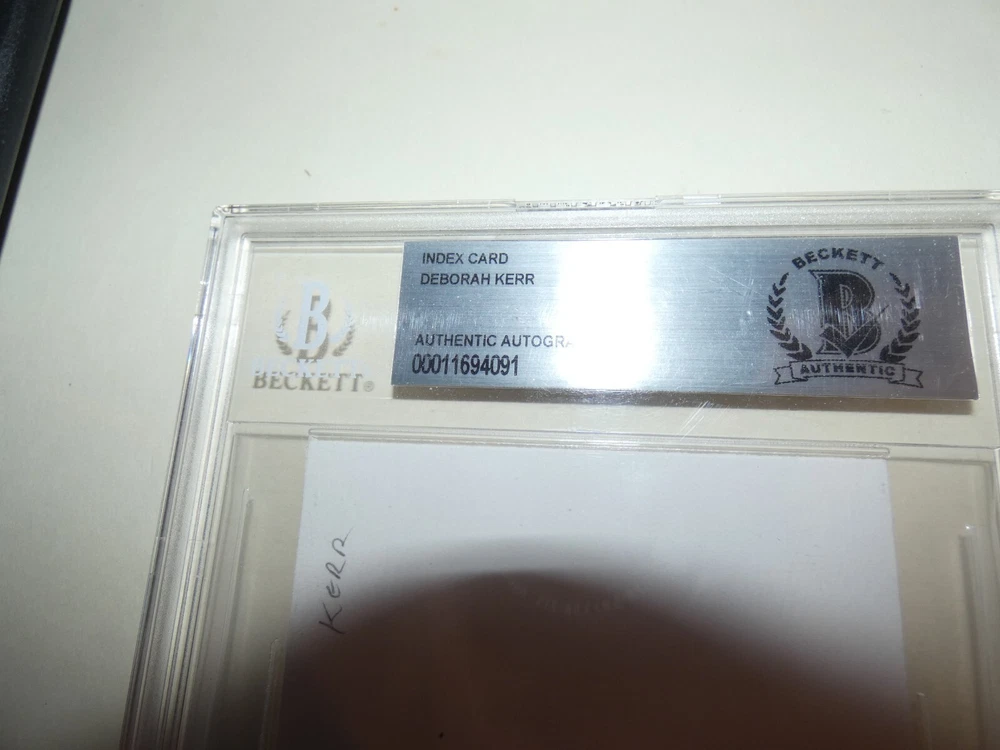 INDEX CARD
DEBORAH KERR
AUTHENTIC AUTOGRA
00011694091
BECKETT
B
AUTHENTIC
B
BECKETT®
KERR